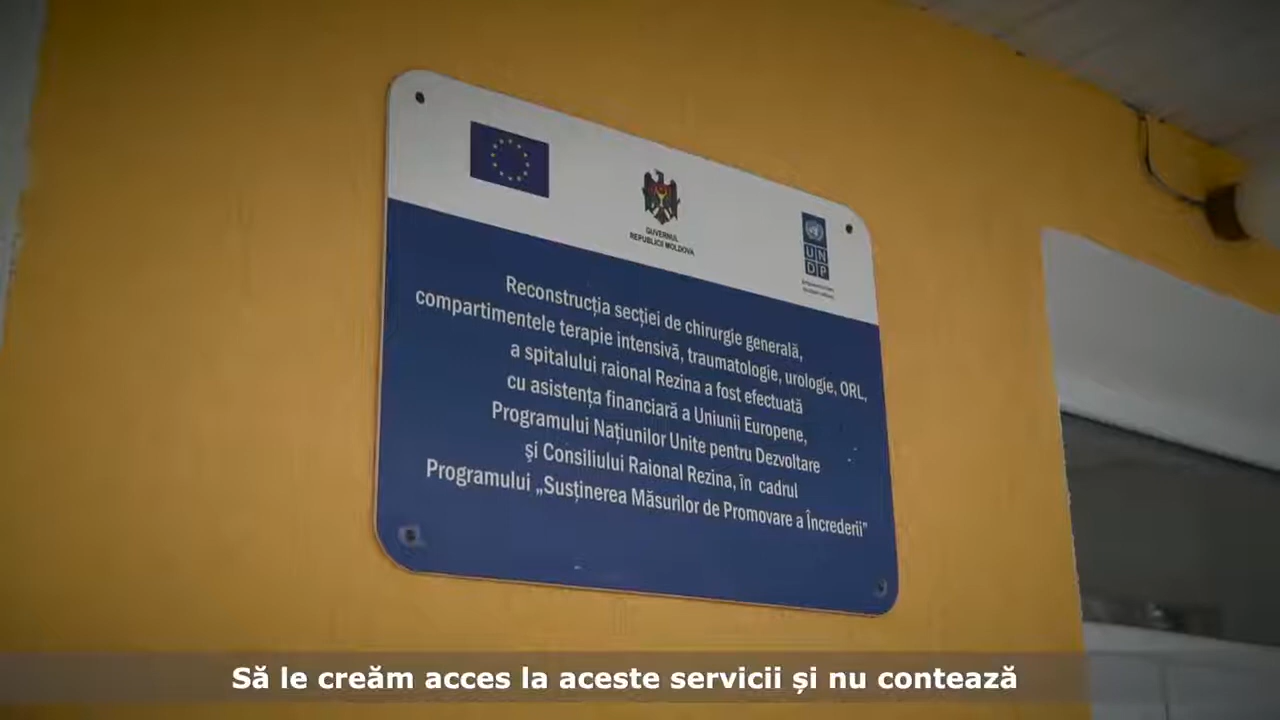 GUVERNUL
REPUBLICII MOLDOVA
UN
DP
Reconstrucția secției de chirurgie generală,
compartimentele terapie intensivă, traumatologie, urologie, ORL,
a spitalului raional Rezina a fost efectuată
cu asistența financiară a Uniunii Europene,
Programului Națiunilor Unite pentru Dezvoltare
și Consiliului Raional Rezina, în cadrul
Programului „Susținerea Măsurilor de Promovare a Încrederii”
Să le creăm acces la aceste servicii și nu contează